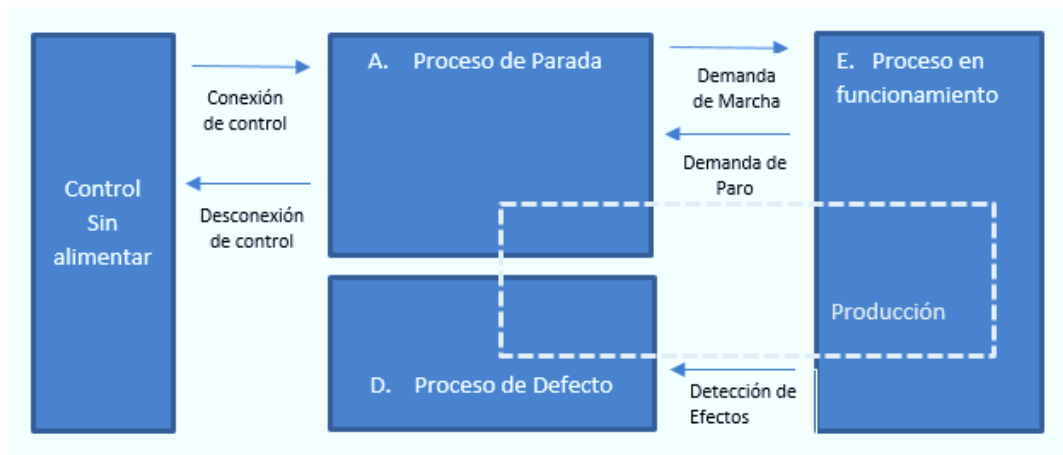 Control
Sin
alimentar
Conexión
de control
Desconexión
de control
A. Proceso de Parada
Demanda
de Marcha
Demanda de
Paro
E. Proceso en
funcionamiento
Producción
D. Proceso de Defecto
Detección de
Efectos